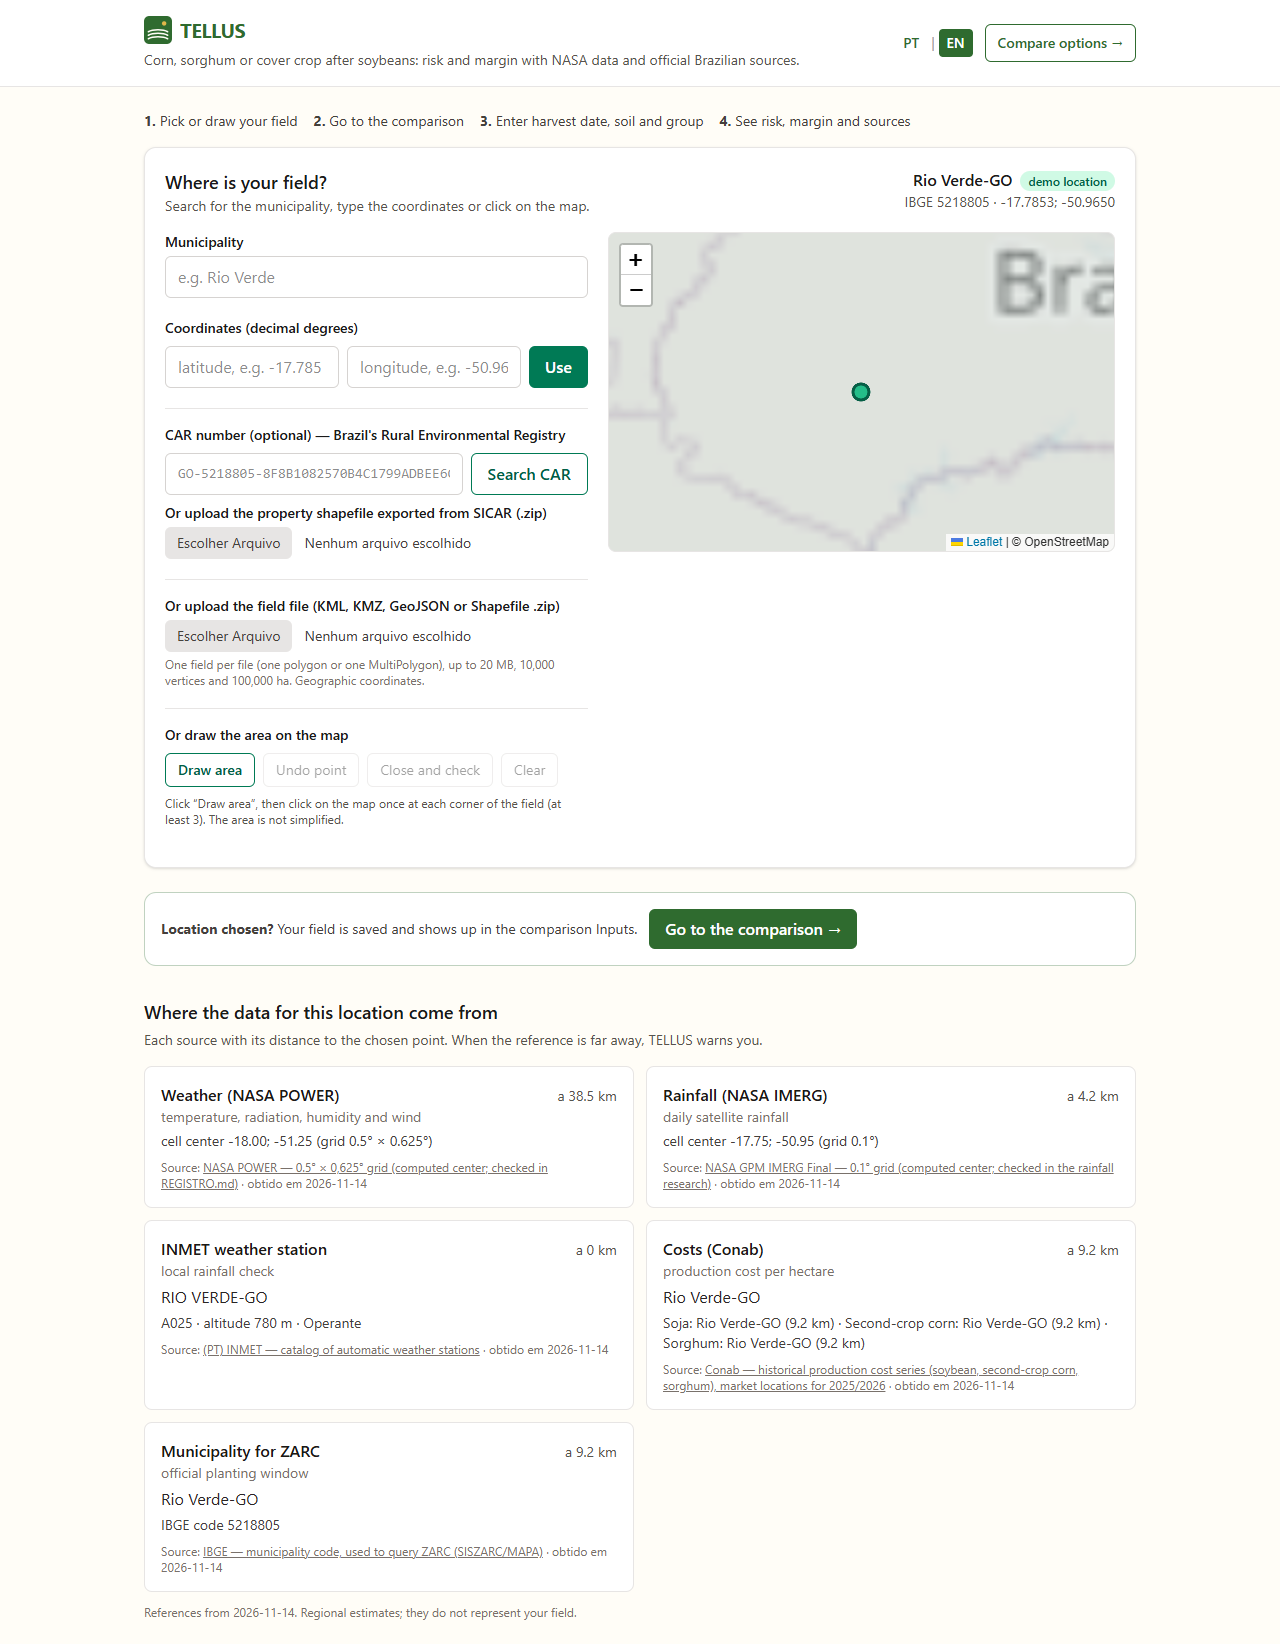 TELLUS
Corn, sorghum or cover crop after soybeans: risk and margin with NASA data and official Brazilian sources.
PT | EN
Compare options →
1. Pick or draw your field 2. Go to the comparison 3. Enter harvest date, soil and group 4. See risk, margin and sources
Where is your field?
Search for the municipality, type the coordinates or click on the map.
Rio Verde-GO demo location
IBGE 5218805 · -17.7853; -50.9650
Municipality
e.g. Rio Verde
Coordinates (decimal degrees)
latitude, e.g. -17.785
longitude, e.g. -50.96
Use
CAR number (optional) — Brazil's Rural Environmental Registry
GO-5218805-8F8B1082570B4C1799ADBEE6
Search CAR
Or upload the property shapefile exported from SICAR (.zip)
Escolher Arquivo Nenhum arquivo escolhido
Or upload the field file (KML, KMZ, GeoJSON or Shapefile .zip)
Escolher Arquivo Nenhum arquivo escolhido
One field per file (one polygon or one MultiPolygon), up to 20 MB, 10,000
vertices and 100,000 ha. Geographic coordinates.
Or draw the area on the map
Draw area
Undo point
Close and check
Clear
Click “Draw area”, then click on the map once at each corner of the field (at
least 3). The area is not simplified.
+
−
Bra
Leaflet | © OpenStreetMap
Location chosen? Your field is saved and shows up in the comparison Inputs.
Go to the comparison →
Where the data for this location come from
Each source with its distance to the chosen point. When the reference is far away, TELLUS warns you.
Weather (NASA POWER) a 38.5 km
temperature, radiation, humidity and wind
cell center -18.00; -51.25 (grid 0.5° × 0.625°)
Source: NASA POWER — 0.5° × 0,625° grid (computed center; checked in
REGISTRO.md) · obtido em 2026-11-14
Rainfall (NASA IMERG) a 4.2 km
daily satellite rainfall
cell center -17.75; -50.95 (grid 0.1°)
Source: NASA GPM IMERG Final — 0.1° grid (computed center; checked in the rainfall
research) · obtido em 2026-11-14
INMET weather station a 0 km
local rainfall check
RIO VERDE-GO
A025 · altitude 780 m · Operante
Source: (PT) INMET — catalog of automatic weather stations · obtido em 2026-11-14
Costs (Conab) a 9.2 km
production cost per hectare
Rio Verde-GO
Soja: Rio Verde-GO (9.2 km) · Second-crop corn: Rio Verde-GO (9.2 km) ·
Sorghum: Rio Verde-GO (9.2 km)
Source: Conab — historical production cost series (soybean, second-crop corn,
sorghum), market locations for 2025/2026 · obtido em 2026-11-14
Municipality for ZARC a 9.2 km
official planting window
Rio Verde-GO
IBGE code 5218805
Source: IBGE — municipality code, used to query ZARC (SISZARC/MAPA) · obtido em
2026-11-14
References from 2026-11-14. Regional estimates; they do not represent your field.